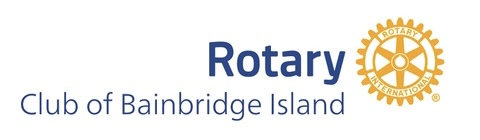 Rotary
Club of Bainbridge Island
ROTARY
INTERNATIONAL
®